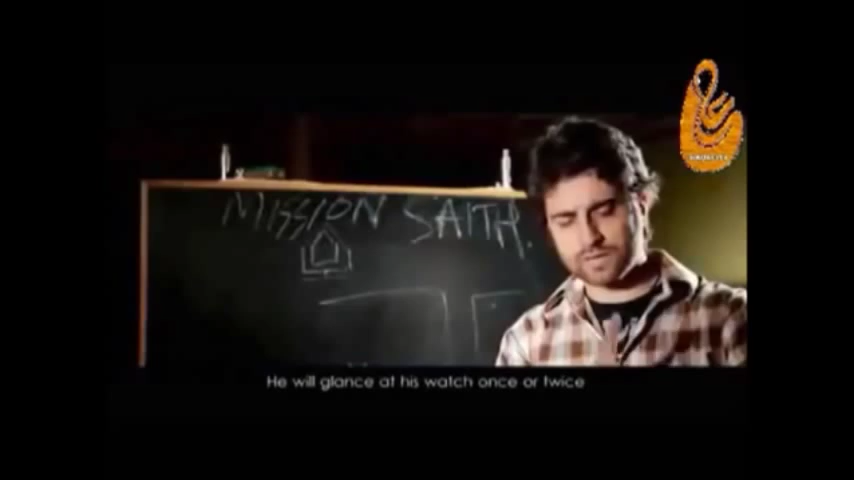 MISSION SAITH.
He will glance at his watch once or twice